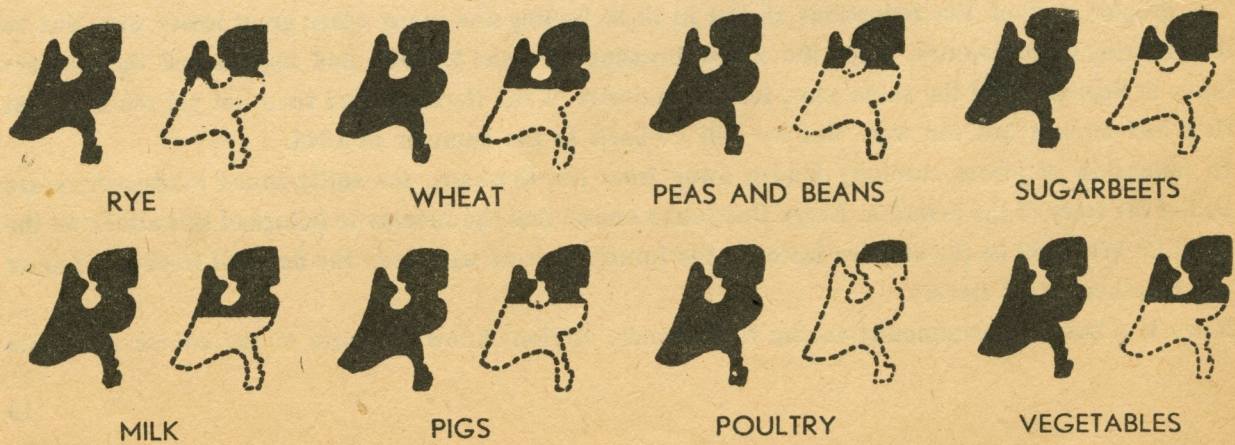 RYE WHEAT PEAS AND BEANS SUGARBEETS
MILK PIGS POULTRY VEGETABLES